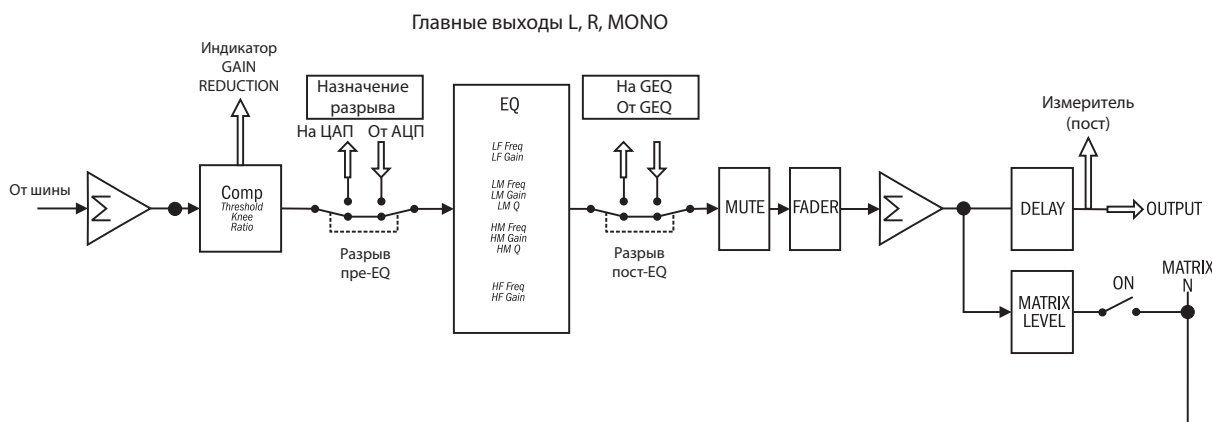 Главные выходы L, R, MONO
Индикатор
GAIN
REDUCTION
Назначение
разрыва
На ЦАП
От АЦП
EQ
На GEQ
От GEQ
Измеритель
(пост)
LF Freq
LF Gain
LM Freq
LM Gain
LM Q
HM Freq
HM Gain
HM Q
HF Freq
HF Gain
От шины
Σ
Comp
Threshold
Knee
Ratio
Разрыв
пре-EQ
Разрыв
пост-EQ
MUTE
FADER
Σ
DELAY
OUTPUT
MATRIX
LEVEL
ON
MATRIX
N